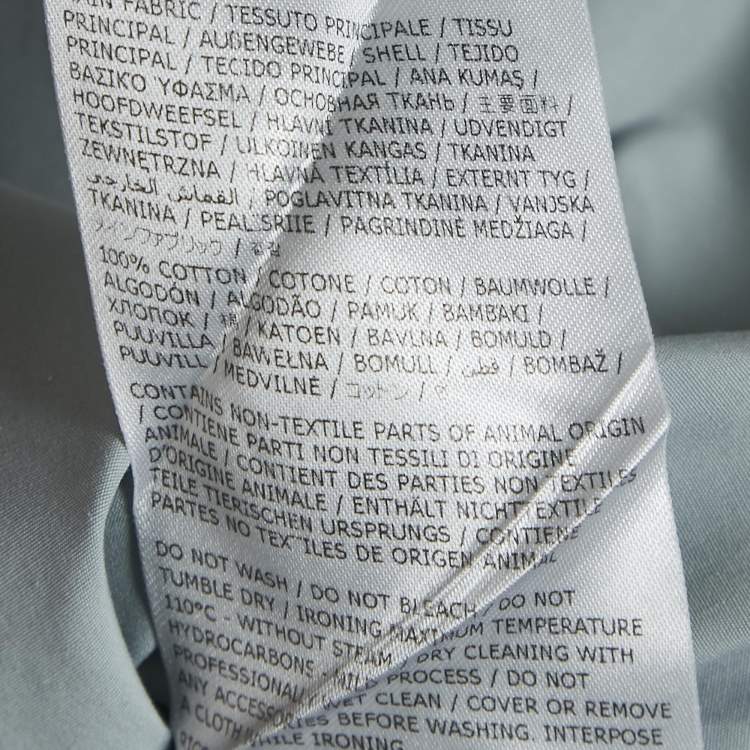 FABRIC / TESSUTO PRINCIPALE / TISSU
PRINCIPAL / AUßENGEWEBE / SHELL / TEJIDO
PRINCIPAL / TECIDO PRINCIPAL / ANA KUMAŞ /
ΒΑΣΙΚΟ ΎΦΑΣΜΑ / ОСНОВНАЯ ТКАНЬ / 主要面料 /
HOOFDWEEFSEL / HLAVNÍ TKANINA / UDVENDIGT
TEKSTILSTOF / ULKOINEN KANGAS / TKANINA
ZEWNĘTRZNA / HLAVNÁ TEXTÍLIA / EXTERNT TYG /
القماش الخارجي / POGLAVITNA TKANINA / VANJSKA
TKANINA / PEALISRIIE / PAGRINDINĖ MEDŽIAGA /
メインファブリック /
100% COTTON / COTONE / COTON / BAUMWOLLE /
ALGODÓN / ALGODÃO / PAMUK / ΒΑΜΒΑΚΙ /
ХЛОПОК / 棉 / KATOEN / BAVLNA / BOMULD /
PUUVILLA / BAWEŁNA / BOMULL / قطن / BOMBAŽ /
PUUVILL / MEDVILNĖ / コットン /
CONTAINS NON-TEXTILE PARTS OF ANIMAL ORIGIN
/ CONTIENE PARTI NON TESSILI DI ORIGINE
ANIMALE / CONTIENT DES PARTIES NON TEXTILES
D'ORIGINE ANIMALE / ENTHÄLT NICHTTEXTILE
TEILE TIERISCHEN URSPRUNGS / CONTIENE
PARTES NO TEXTILES DE ORIGEN ANIMAL
DO NOT WASH / DO NOT BLEACH / DO NOT
TUMBLE DRY / IRONING MAXIMUM TEMPERATURE
110°C - WITHOUT STEAM / DRY CLEANING WITH
HYDROCARBONS - MILD PROCESS / DO NOT
PROFESSIONAL WET CLEAN / COVER OR REMOVE
ANY ACCESSORIES BEFORE WASHING. INTERPOSE
A CLOTH WHILE IRONING.